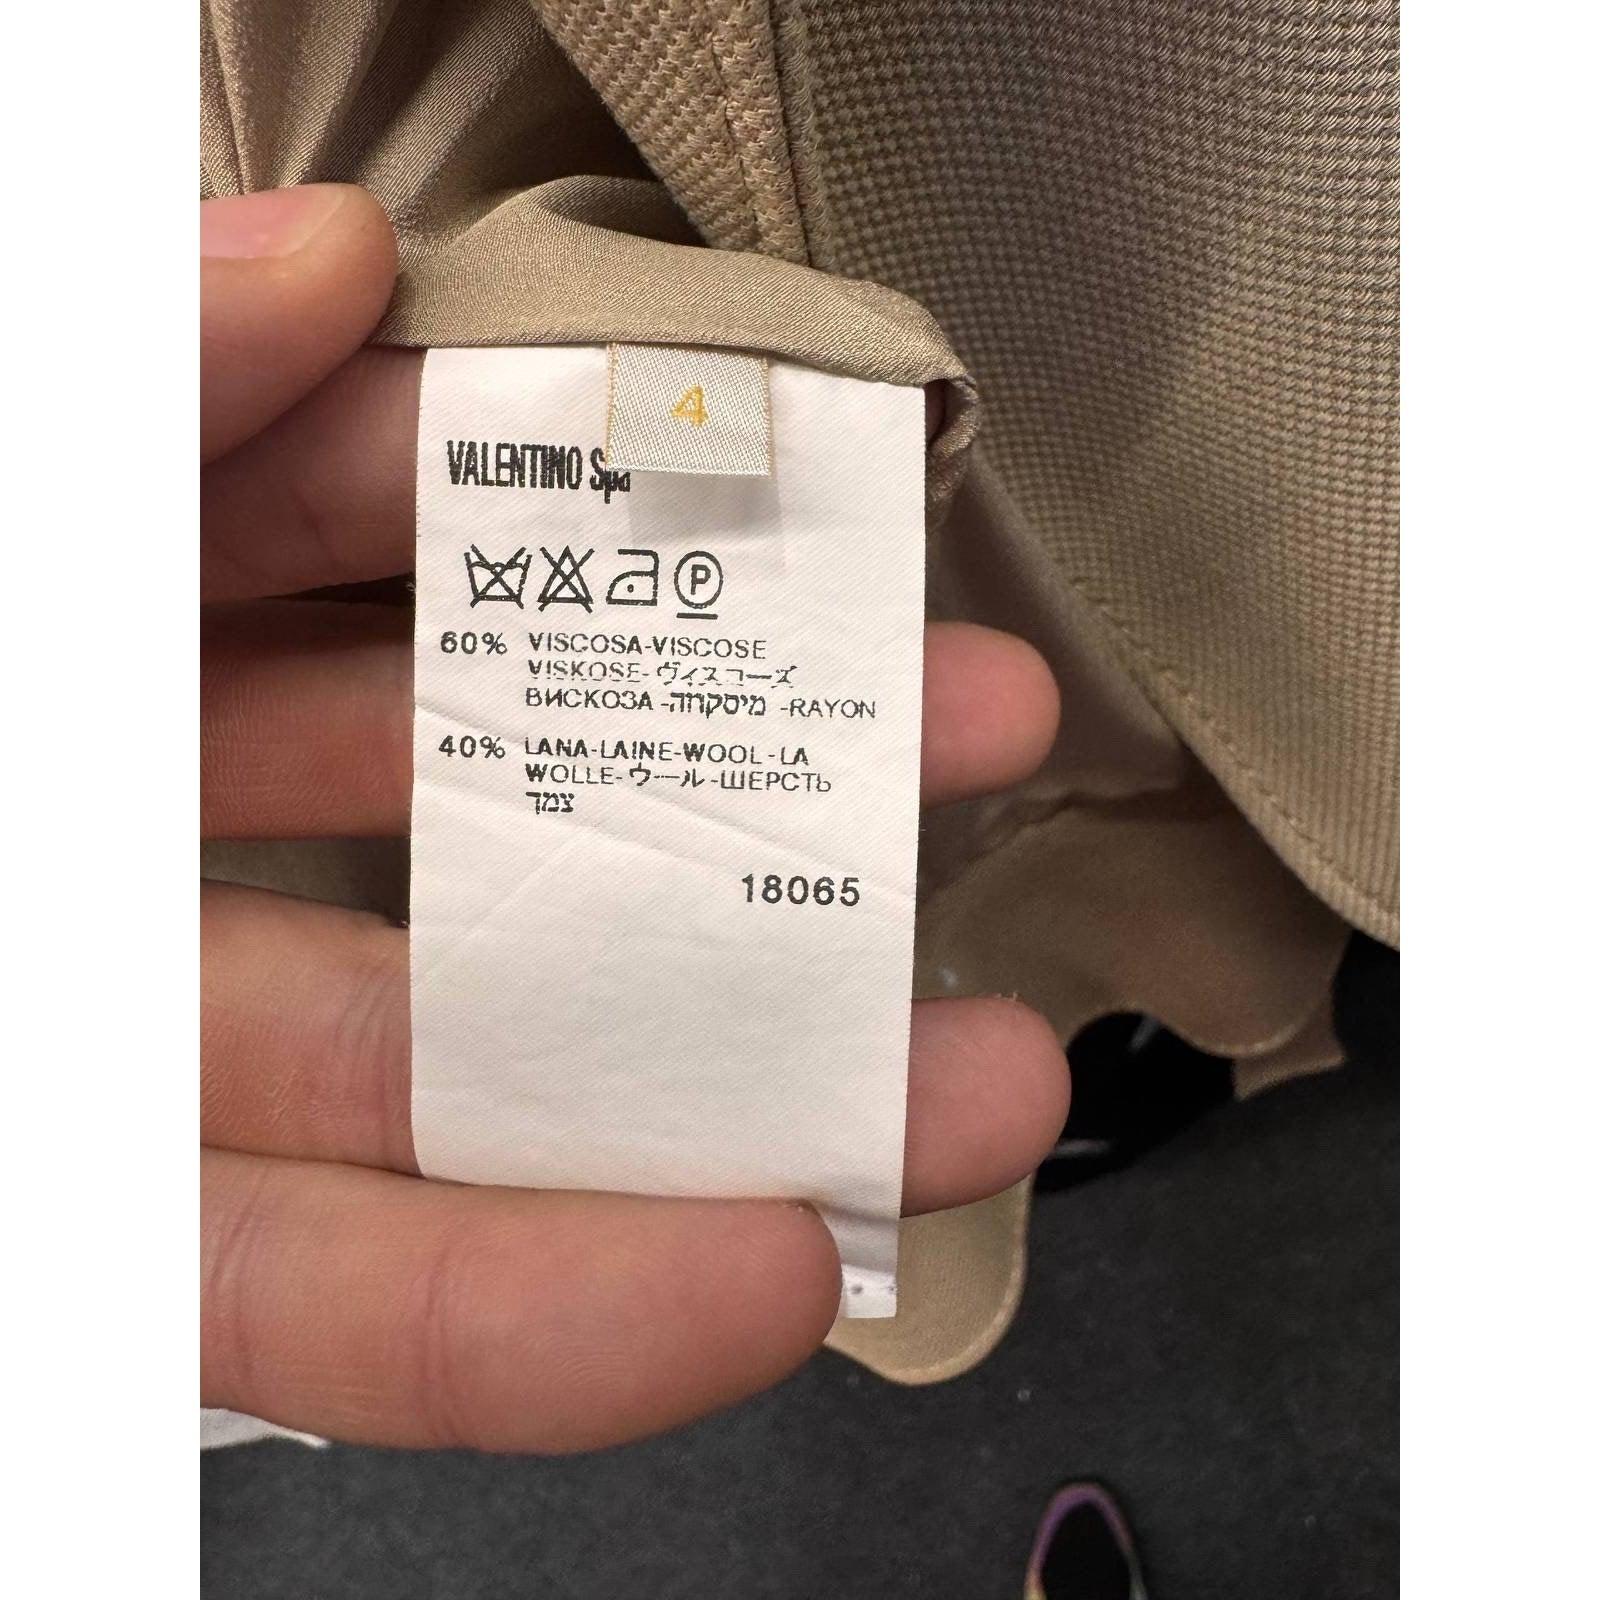 4
VALENTINO Spa
P
60% VISCOSA-VISCOSE
VISKOSE-ヴィスコーズ
ВИСКОЗА-מיסקוזה-RAYON
40% LANA-LAINE-WOOL-LA
WOLLE-ウール-ШЕРСТЬ
צמר
18065